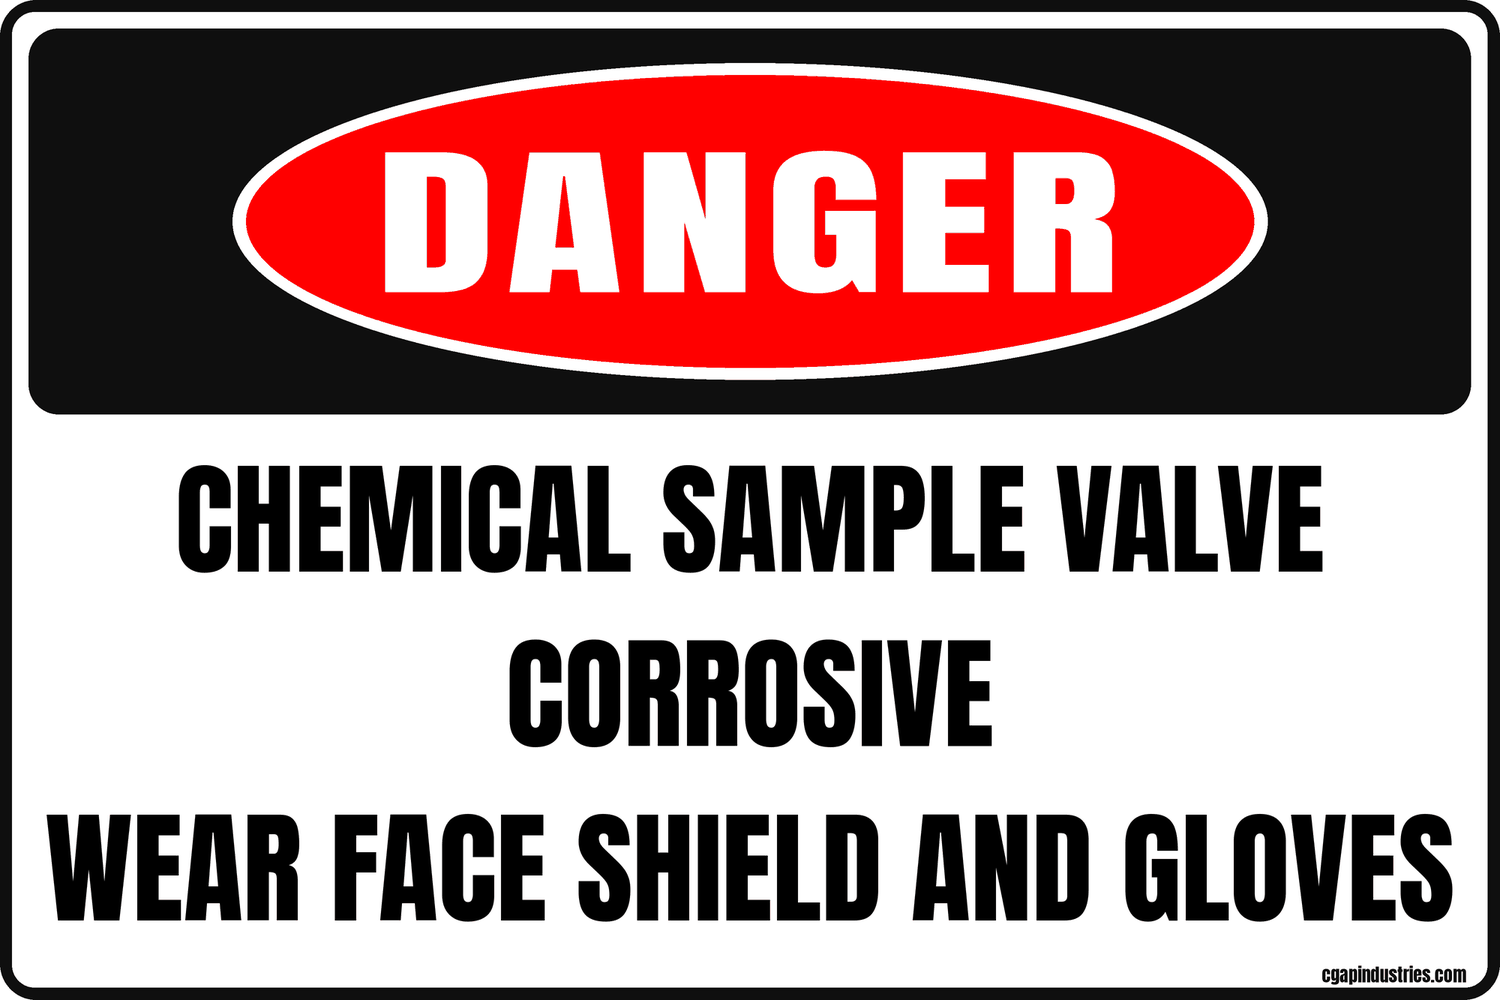 DANGER
CHEMICAL SAMPLE VALVE
CORROSIVE
WEAR FACE SHIELD AND GLOVES
cgapindustries.com